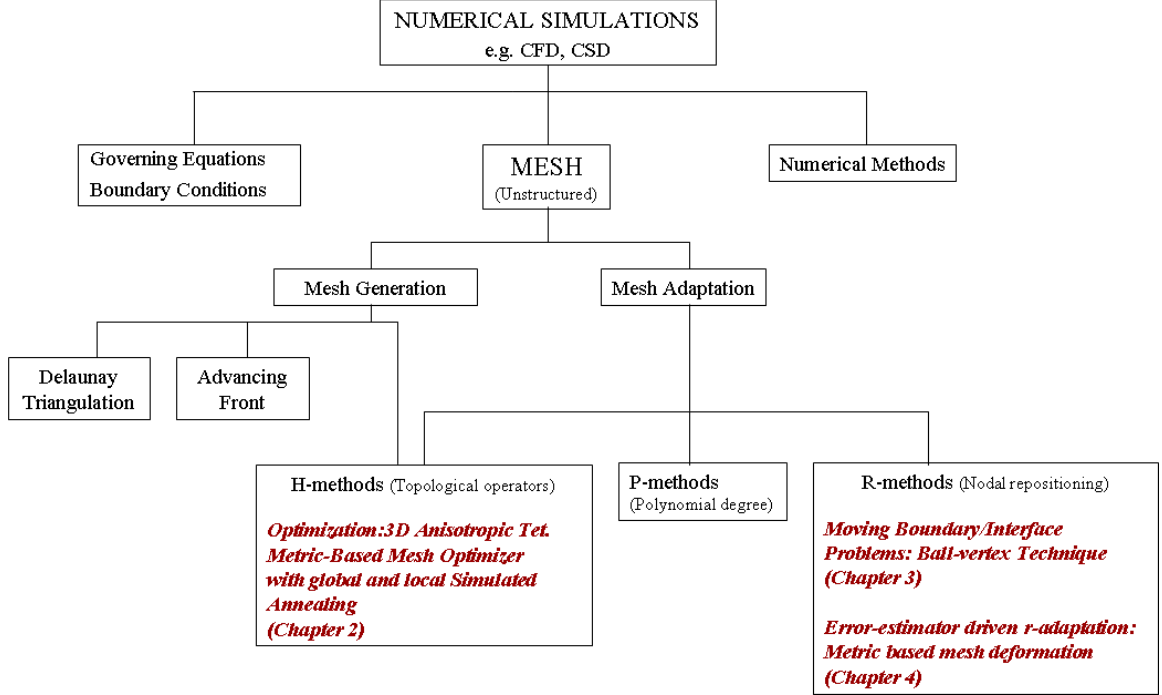 NUMERICAL SIMULATIONS
e.g. CFD, CSD
Governing Equations
Boundary Conditions
MESH
(Unstructured)
Numerical Methods
Mesh Generation
Mesh Adaptation
Delaunay
Triangulation
Advancing
Front
H-methods (Topological operators)
Optimization:3D Anisotropic Tet.
Metric-Based Mesh Optimizer
with global and local Simulated
Annealing
(Chapter 2)
P-methods
(Polynomial degree)
R-methods (Nodal repositioning)
Moving Boundary/Interface
Problems: Ball-vertex Technique
(Chapter 3)
Error-estimator driven r-adaptation:
Metric based mesh deformation
(Chapter 4)